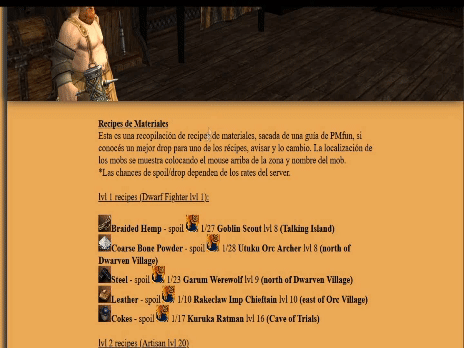 Recipes de Materiales
Esta es una recopilación de recipes de materiales, sacada de una guía de PMfun, si
conocés un mejor drop para uno de los récipes, avisar y lo cambio. La localización de
los mobs se muestra colocando el mouse arriba de la zona y nombre del mob.
*Las chances de spoil/drop dependen de los rates del server.
lvl 1 recipes (Dwarf Fighter lvl 1):
Braided Hemp - spoil 1/27 Goblin Scout lvl 8 (Talking Island)
Coarse Bone Powder - spoil 1/28 Utuku Orc Archer lvl 8 (north of
Dwarven Village)
Steel - spoil 1/23 Garum Werewolf lvl 9 (north of Dwarven Village)
Leather - spoil 1/10 Rakeclaw Imp Chieftain lvl 10 (east of Orc Village)
Cokes - spoil 1/17 Kuruka Ratman lvl 16 (Cave of Trials)
lvl 2 recipes (Artisan lvl 20)